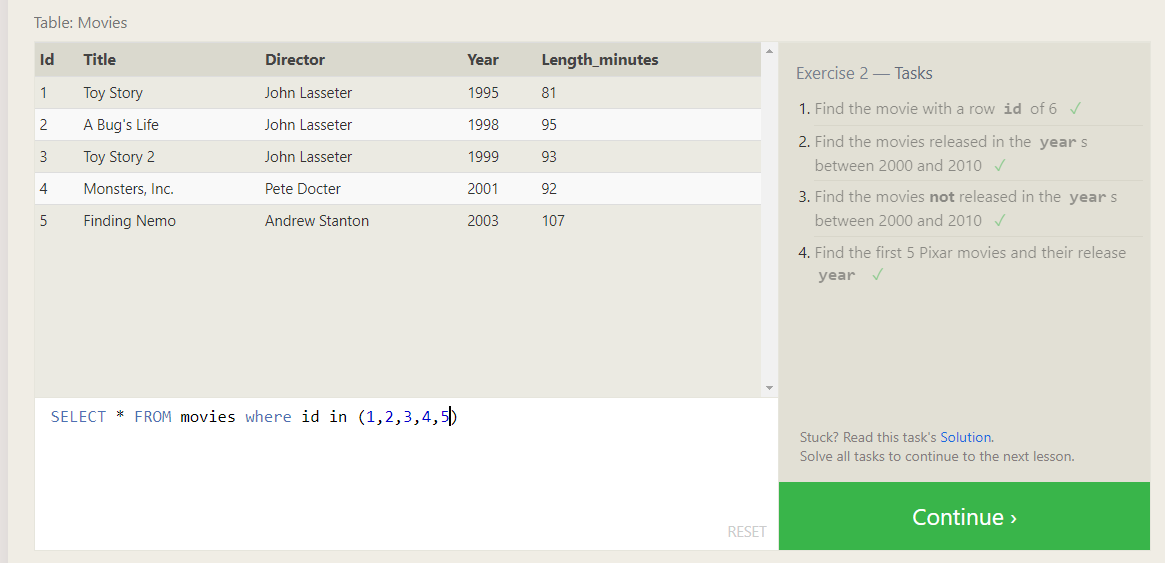 Table: Movies
Id Title Director Year Length_minutes
1 Toy Story John Lasseter 1995 81
2 A Bug's Life John Lasseter 1998 95
3 Toy Story 2 John Lasseter 1999 93
4 Monsters, Inc. Pete Docter 2001 92
5 Finding Nemo Andrew Stanton 2003 107
SELECT * FROM movies where id in (1,2,3,4,5)
RESET
Exercise 2 — Tasks
1. Find the movie with a row id of 6 ✓
2. Find the movies released in the year s
between 2000 and 2010 ✓
3. Find the movies not released in the year s
between 2000 and 2010 ✓
4. Find the first 5 Pixar movies and their release
year ✓
Stuck? Read this task's Solution.
Solve all tasks to continue to the next lesson.
Continue ›